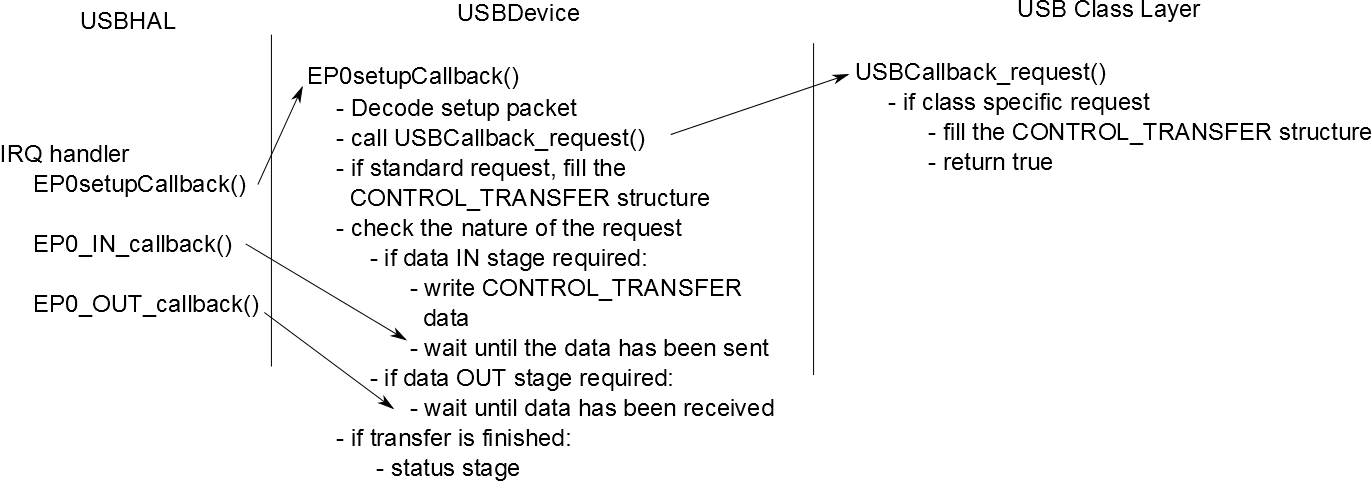 USBHAL
IRQ handler
EP0setupCallback()
EP0_IN_callback()
EP0_OUT_callback()
USBDevice
EP0setupCallback()
- Decode setup packet
- call USBCallback_request()
- if standard request, fill the
CONTROL_TRANSFER structure
- check the nature of the request
- if data IN stage required:
- write CONTROL_TRANSFER
data
- wait until the data has been sent
- if data OUT stage required:
- wait until data has been received
- if transfer is finished:
- status stage
USB Class Layer
USBCallback_request()
- if class specific request
- fill the CONTROL_TRANSFER structure
- return true